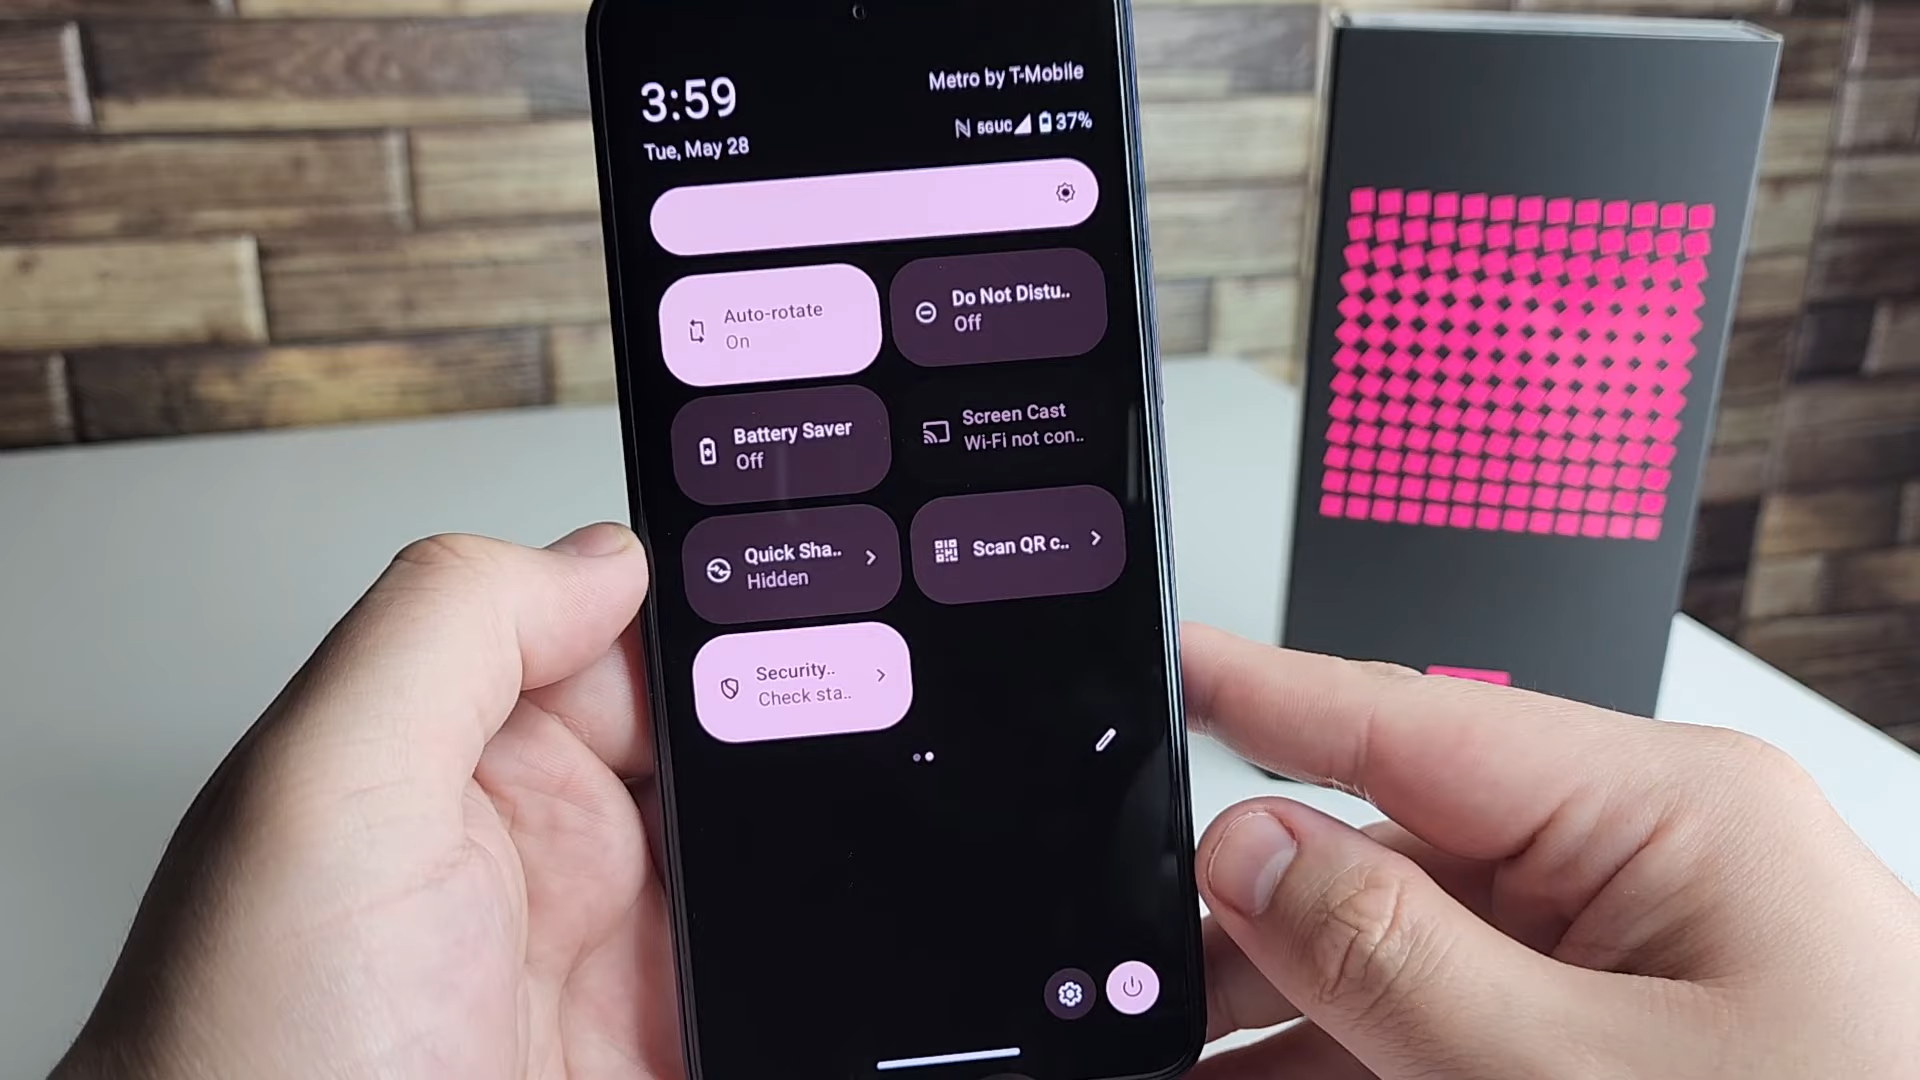 3:59
Metro by T-Mobile
Tue, May 28
5GUC 37%
Auto-rotate
On
Do Not Distu..
Off
Battery Saver
Off
Screen Cast
Wi-Fi not con..
Quick Sha..
Hidden
Scan QR c..
Security..
Check sta..